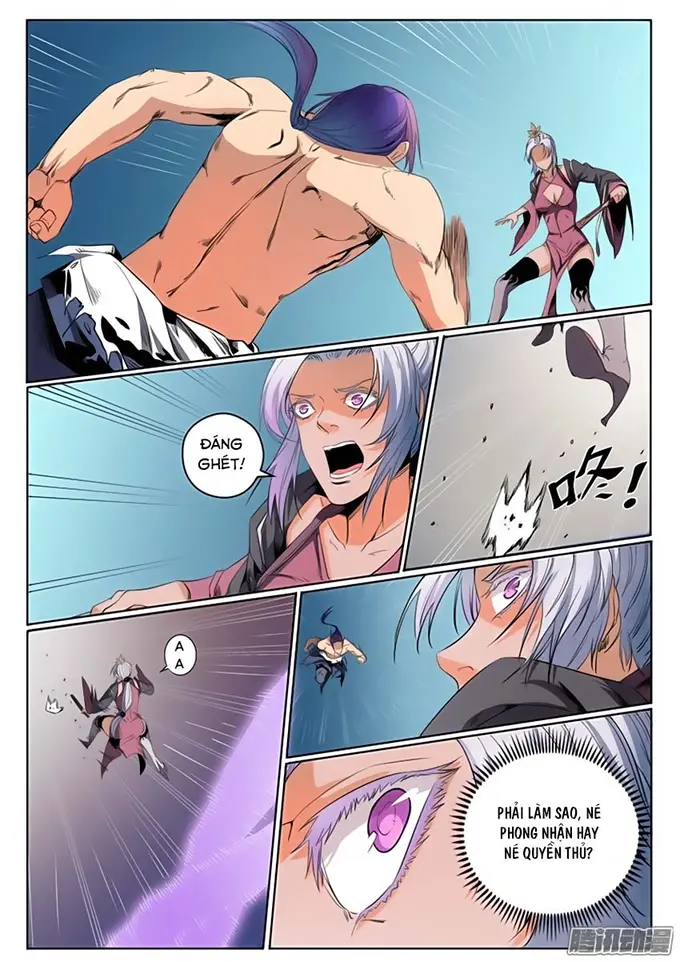 ĐÁNG
GHÉT!
咚!
A
A
PHẢI LÀM SAO, NÉ
PHONG NHẬN HAY
NÉ QUYỀN THỦ?
腾讯动漫